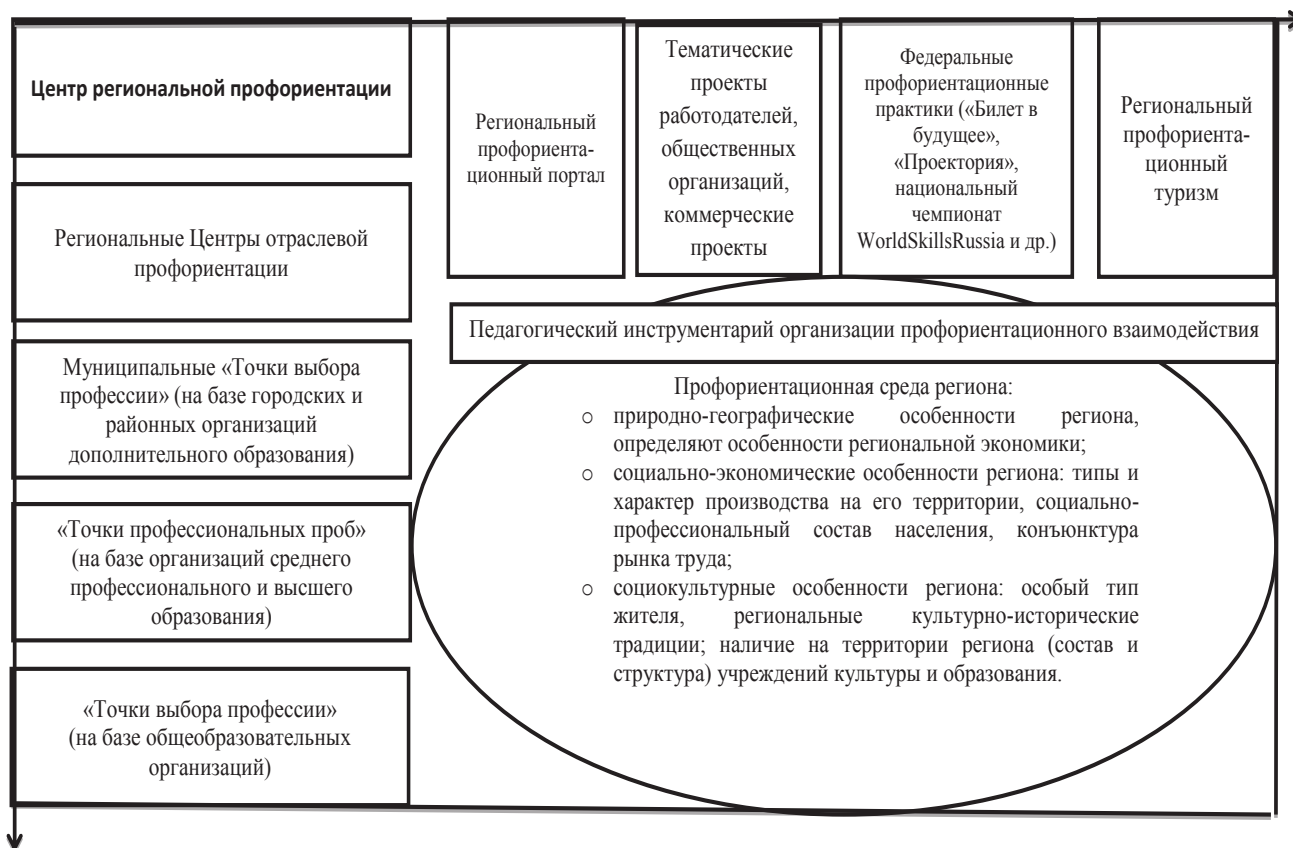 Центр региональной профориентации
Региональный
профориента-
ционный портал
Тематические
проекты
работодателей,
общественных
организаций,
коммерческие
проекты
Федеральные
профориентационные
практики («Билет в
будущее»,
«Проектория»,
национальный
чемпионат
WorldSkillsRussia и др.)
Региональный
профориента-
ционный
туризм
Региональные Центры отраслевой
профориентации
Муниципальные «Точки выбора
профессии» (на базе городских и
районных организаций
дополнительного образования)
«Точки профессиональных проб»
(на базе организаций среднего
профессионального и высшего
образования)
«Точки выбора профессии»
(на базе общеобразовательных
организаций)
Педагогический инструментарий организации профориентационного взаимодействия
Профориентационная среда региона:
o природно-географические особенности региона,
определяют особенности региональной экономики;
o социально-экономические особенности региона: типы и
характер производства на его территории, социально-
профессиональный состав населения, конъюнктура
рынка труда;
o социокультурные особенности региона: особый тип
жителя, региональные культурно-исторические
традиции; наличие на территории региона (состав и
структура) учреждений культуры и образования.